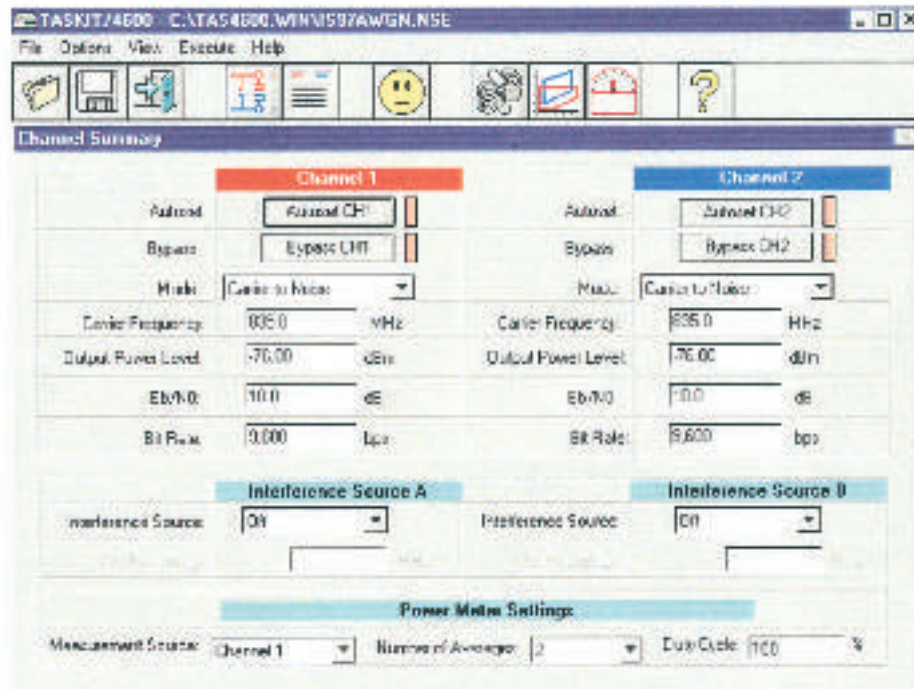 TASKIT/4600 - C:\TAS4600.WIN\IS97AWGN.NSE
File Options View Execute Help
Channel Summary
Channel 1 Channel 2
Autoset Autoset CH1 Autoset Autoset CH2
Bypass Bypass CH1 Bypass Bypass CH2
Mode Carrier to Noise Mode Carrier to Noise
Carrier Frequency: 835.0 MHz Carrier Frequency: 835.0 MHz
Output Power Level: -76.00 dBm Output Power Level: -76.00 dBm
Eb/N0: 10.0 dB Eb/N0 10.0 dB
Bit Rate: 9,600 bps Bit Rate: 9,600 bps
Interference Source A Interference Source B
Interference Source: Off Interference Source: Off
Power Meter Settings
Measurement Source: Channel 1 Number of Averages: 2 Duty Cycle: 100 %